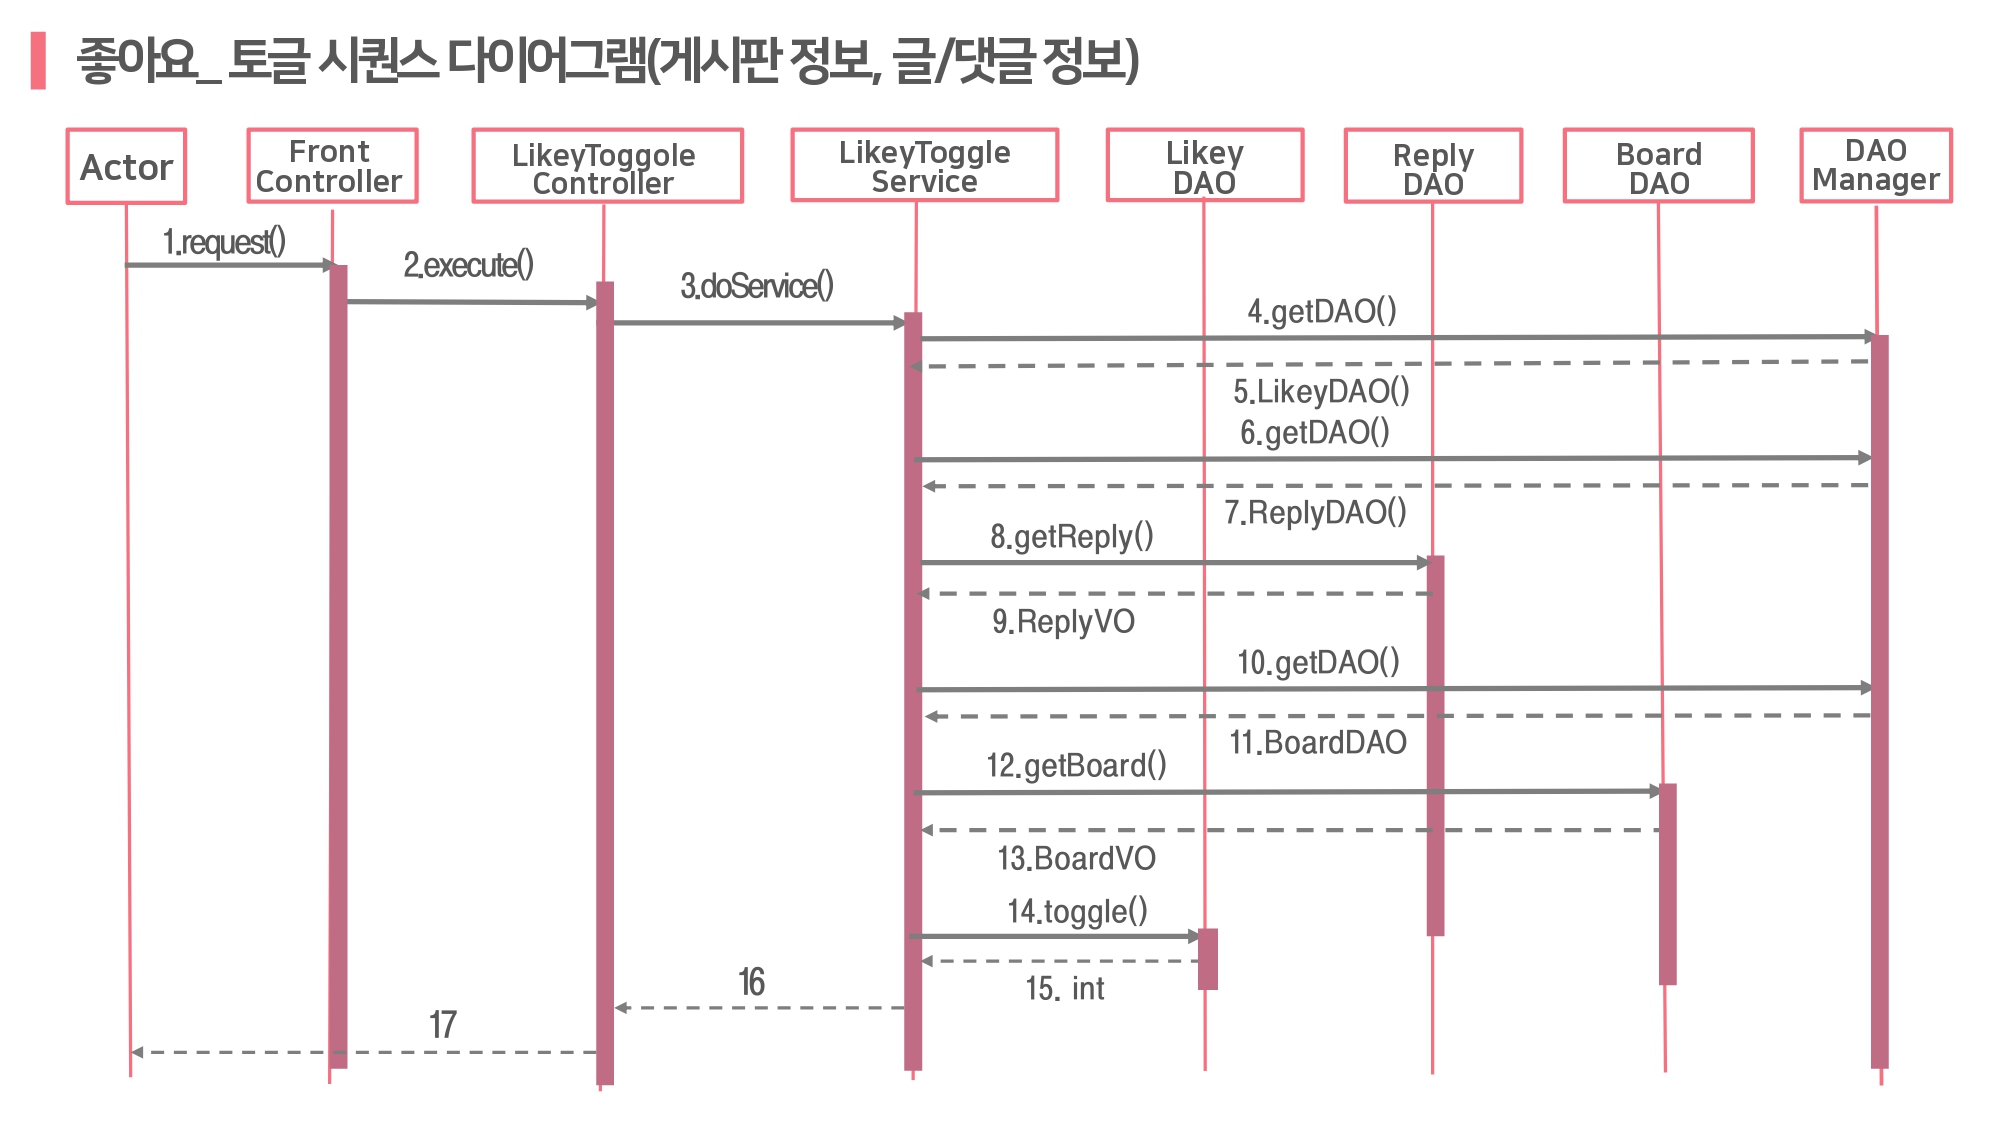 좋아요_ 토글 시퀀스 다이어그램(게시판 정보, 글/댓글 정보)
Actor
Front
Controller
LikeyToggole
Controller
LikeyToggle
Service
Likey
DAO
Reply
DAO
Board
DAO
DAO
Manager
1.request()
2.execute()
3.doService()
4.getDAO()
5.LikeyDAO()
6.getDAO()
7.ReplyDAO()
8.getReply()
9.ReplyVO
10.getDAO()
11.BoardDAO
12.getBoard()
13.BoardVO
14.toggle()
15. int
16
17